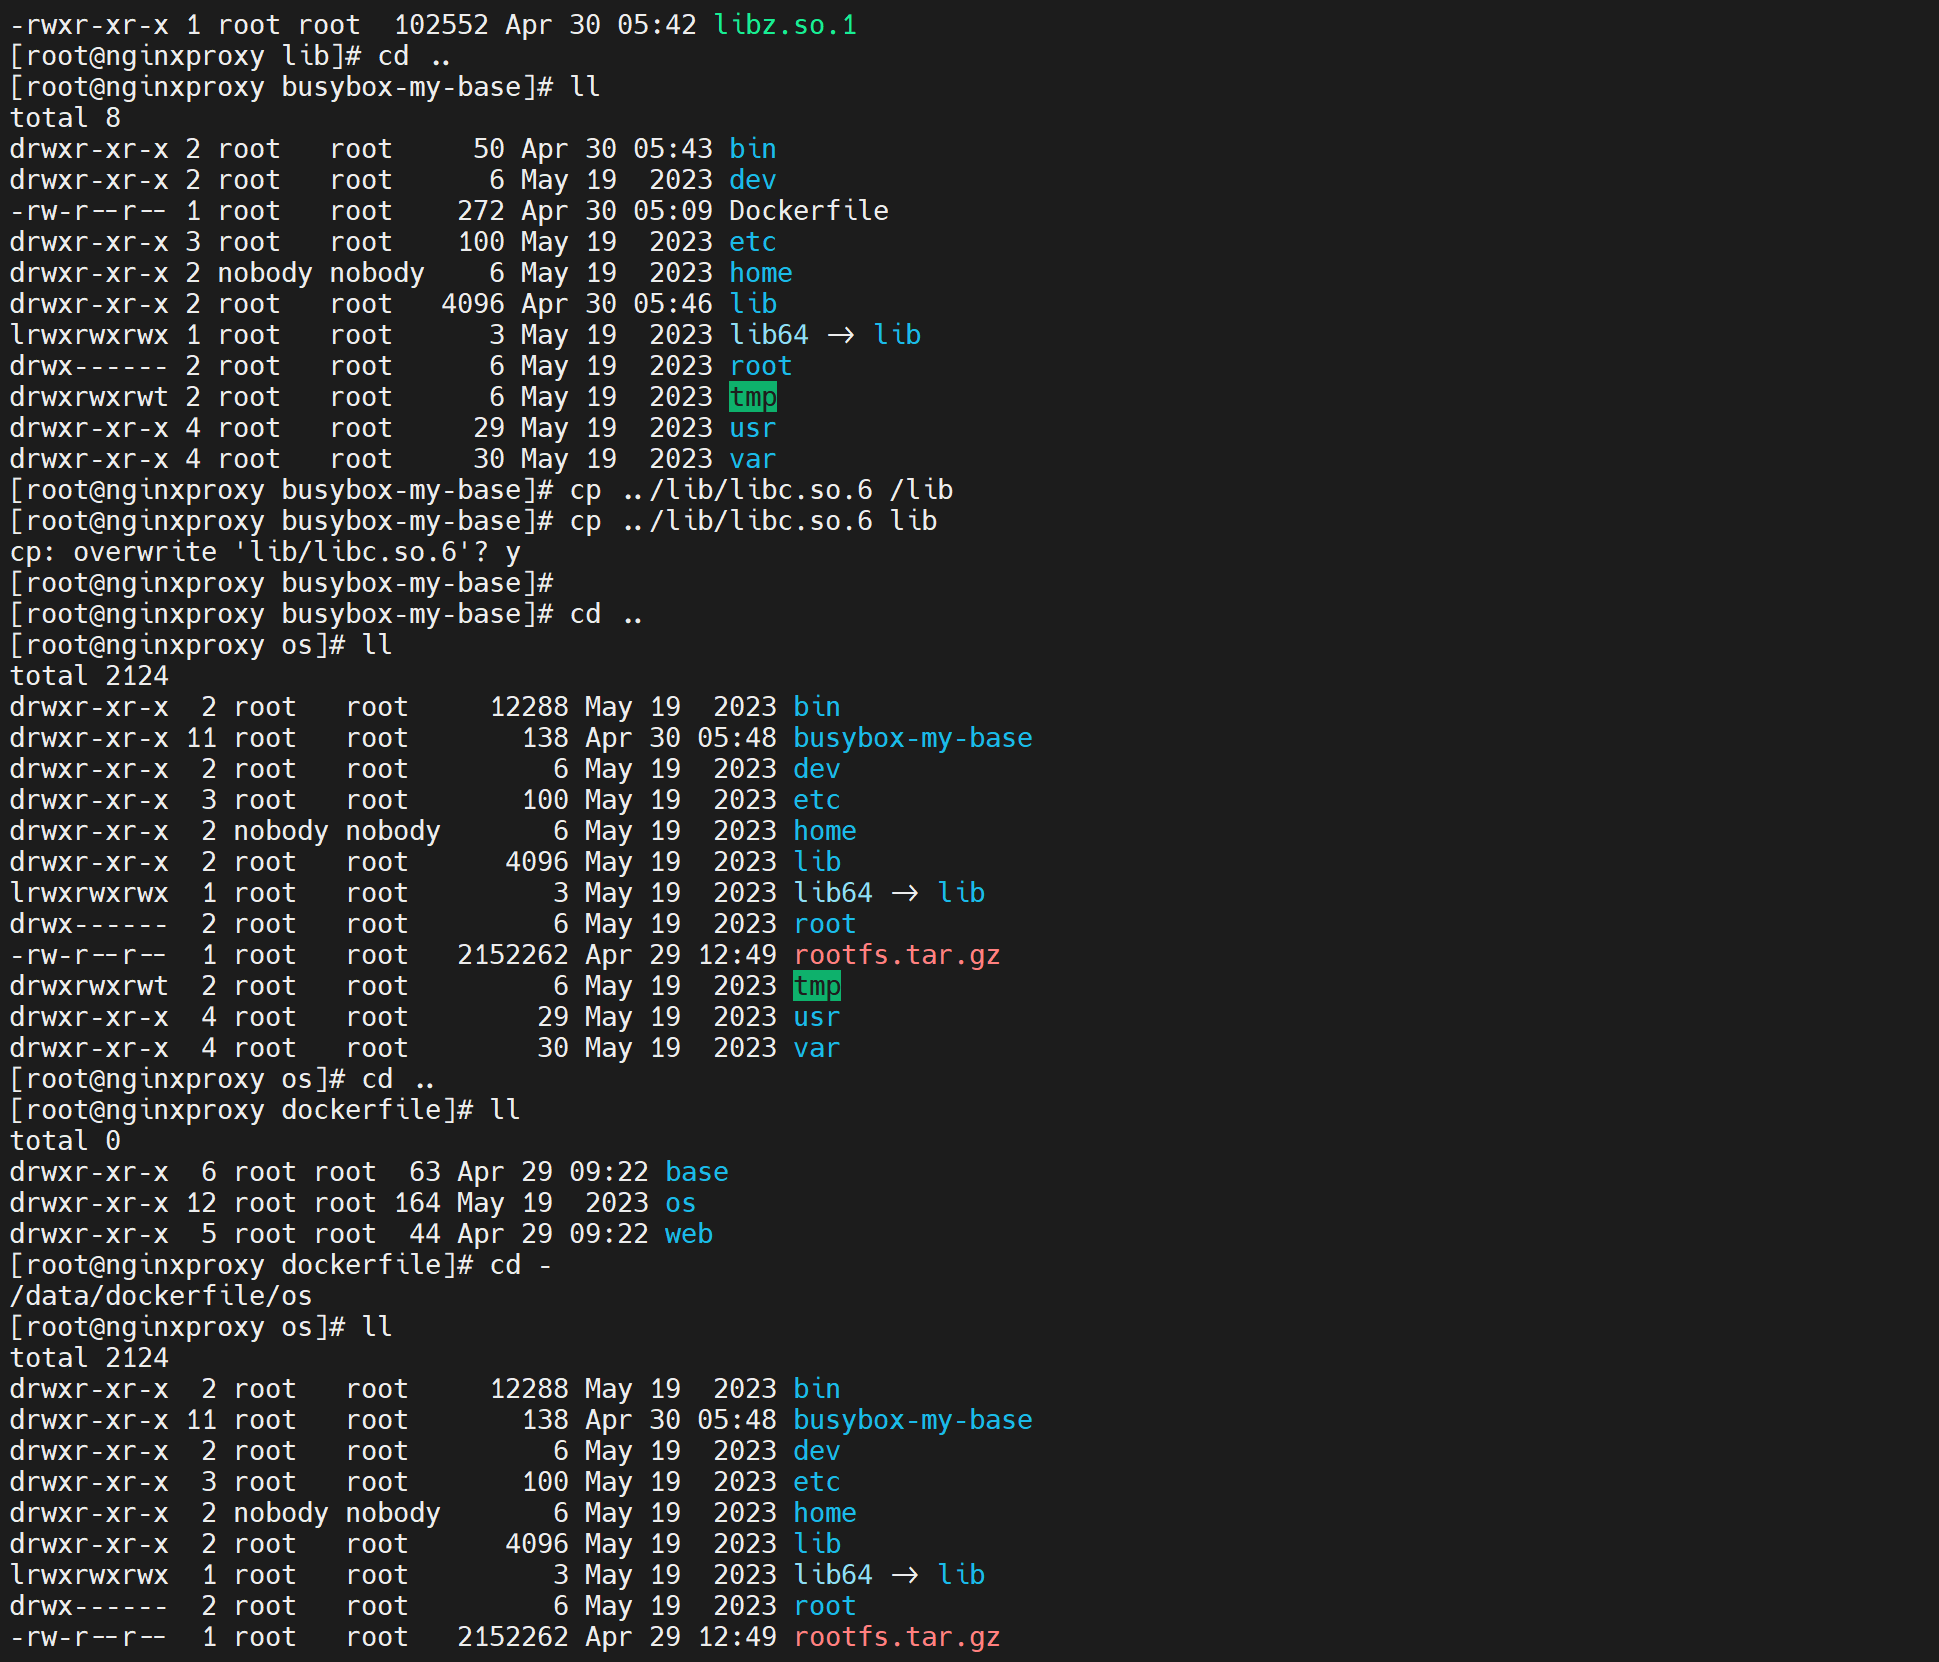 -rwxr-xr-x 1 root root  102552 Apr 30 05:42 libz.so.1
[root@nginxproxy lib]# cd ..
[root@nginxproxy busybox-my-base]# ll
total 8
drwxr-xr-x 2 root   root     50 Apr 30 05:43 bin
drwxr-xr-x 2 root   root      6 May 19  2023 dev
-rw-r--r-- 1 root   root    272 Apr 30 05:09 Dockerfile
drwxr-xr-x 3 root   root    100 May 19  2023 etc
drwxr-xr-x 2 nobody nobody    6 May 19  2023 home
drwxr-xr-x 2 root   root   4096 Apr 30 05:46 lib
lrwxrwxrwx 1 root   root      3 May 19  2023 lib64 -> lib
drwx------ 2 root   root      6 May 19  2023 root
drwxrwxrwt 2 root   root      6 May 19  2023 tmp
drwxr-xr-x 4 root   root     29 May 19  2023 usr
drwxr-xr-x 4 root   root     30 May 19  2023 var
[root@nginxproxy busybox-my-base]# cp ../lib/libc.so.6 /lib
[root@nginxproxy busybox-my-base]# cp ../lib/libc.so.6 lib
cp: overwrite 'lib/libc.so.6'? y
[root@nginxproxy busybox-my-base]#
[root@nginxproxy busybox-my-base]# cd ..
[root@nginxproxy os]# ll
total 2124
drwxr-xr-x  2 root   root     12288 May 19  2023 bin
drwxr-xr-x 11 root   root       138 Apr 30 05:48 busybox-my-base
drwxr-xr-x  2 root   root         6 May 19  2023 dev
drwxr-xr-x  3 root   root       100 May 19  2023 etc
drwxr-xr-x  2 nobody nobody       6 May 19  2023 home
drwxr-xr-x  2 root   root      4096 May 19  2023 lib
lrwxrwxrwx  1 root   root         3 May 19  2023 lib64 -> lib
drwx------  2 root   root         6 May 19  2023 root
-rw-r--r--  1 root   root   2152262 Apr 29 12:49 rootfs.tar.gz
drwxrwxrwt  2 root   root         6 May 19  2023 tmp
drwxr-xr-x  4 root   root        29 May 19  2023 usr
drwxr-xr-x  4 root   root        30 May 19  2023 var
[root@nginxproxy os]# cd ..
[root@nginxproxy dockerfile]# ll
total 0
drwxr-xr-x  6 root root  63 Apr 29 09:22 base
drwxr-xr-x 12 root root 164 May 19  2023 os
drwxr-xr-x  5 root root  44 Apr 29 09:22 web
[root@nginxproxy dockerfile]# cd -
/data/dockerfile/os
[root@nginxproxy os]# ll
total 2124
drwxr-xr-x  2 root   root     12288 May 19  2023 bin
drwxr-xr-x 11 root   root       138 Apr 30 05:48 busybox-my-base
drwxr-xr-x  2 root   root         6 May 19  2023 dev
drwxr-xr-x  3 root   root       100 May 19  2023 etc
drwxr-xr-x  2 nobody nobody       6 May 19  2023 home
drwxr-xr-x  2 root   root      4096 May 19  2023 lib
lrwxrwxrwx  1 root   root         3 May 19  2023 lib64 -> lib
drwx------  2 root   root         6 May 19  2023 root
-rw-r--r--  1 root   root   2152262 Apr 29 12:49 rootfs.tar.gz